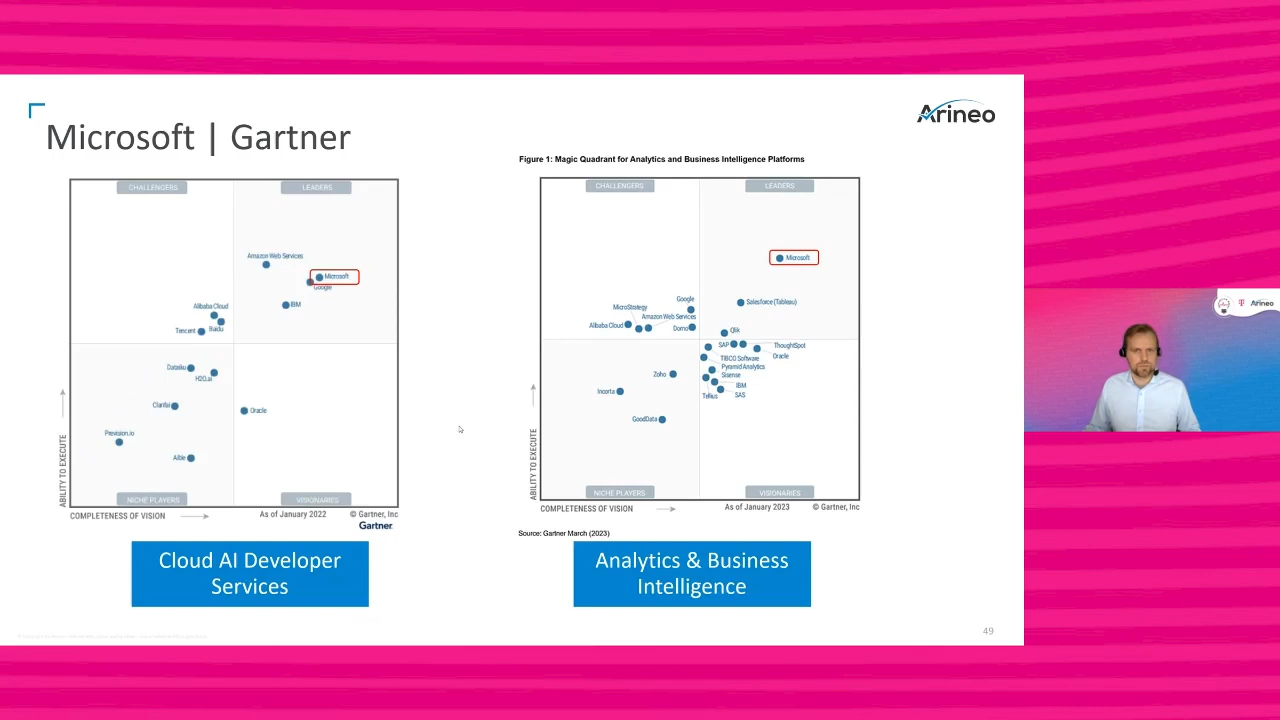 Microsoft | Gartner
Arineo
CHALLENGERS
LEADERS
Amazon Web Services
Microsoft
Google
IBM
Alibaba Cloud
Baidu
Tencent
Dataiku
H2O.ai
Clarifai
Oracle
Prevision.io
Aible
NICHE PLAYERS
VISIONARIES
ABILITY TO EXECUTE
COMPLETENESS OF VISION
As of January 2022
© Gartner, Inc
Gartner
Cloud AI Developer
Services
Figure 1: Magic Quadrant for Analytics and Business Intelligence Platforms
CHALLENGERS
LEADERS
Microsoft
Salesforce (Tableau)
Google
MicroStrategy
Amazon Web Services
Alibaba Cloud
Domo
Qlik
SAP
ThoughtSpot
Oracle
TIBCO Software
Pyramid Analytics
Sisense
IBM
SAS
Tellius
Zoho
Incorta
GoodData
NICHE PLAYERS
VISIONARIES
ABILITY TO EXECUTE
COMPLETENESS OF VISION
As of January 2023
© Gartner, Inc
Source: Gartner March (2023)
Analytics & Business
Intelligence
49
T
Arineo